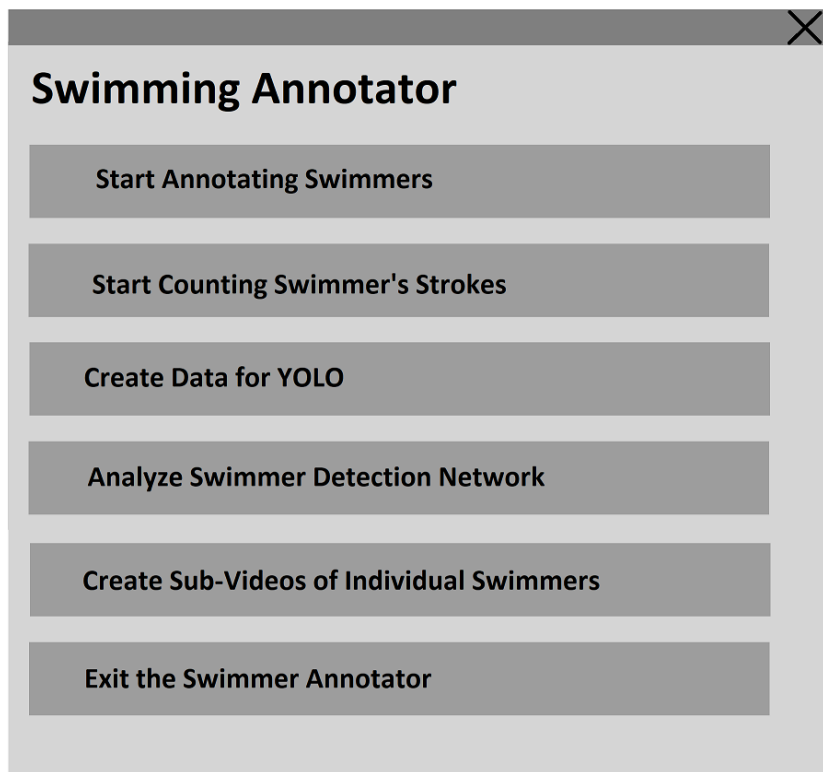 Swimming Annotator
Start Annotating Swimmers
Start Counting Swimmer's Strokes
Create Data for YOLO
Analyze Swimmer Detection Network
Create Sub-Videos of Individual Swimmers
Exit the Swimmer Annotator